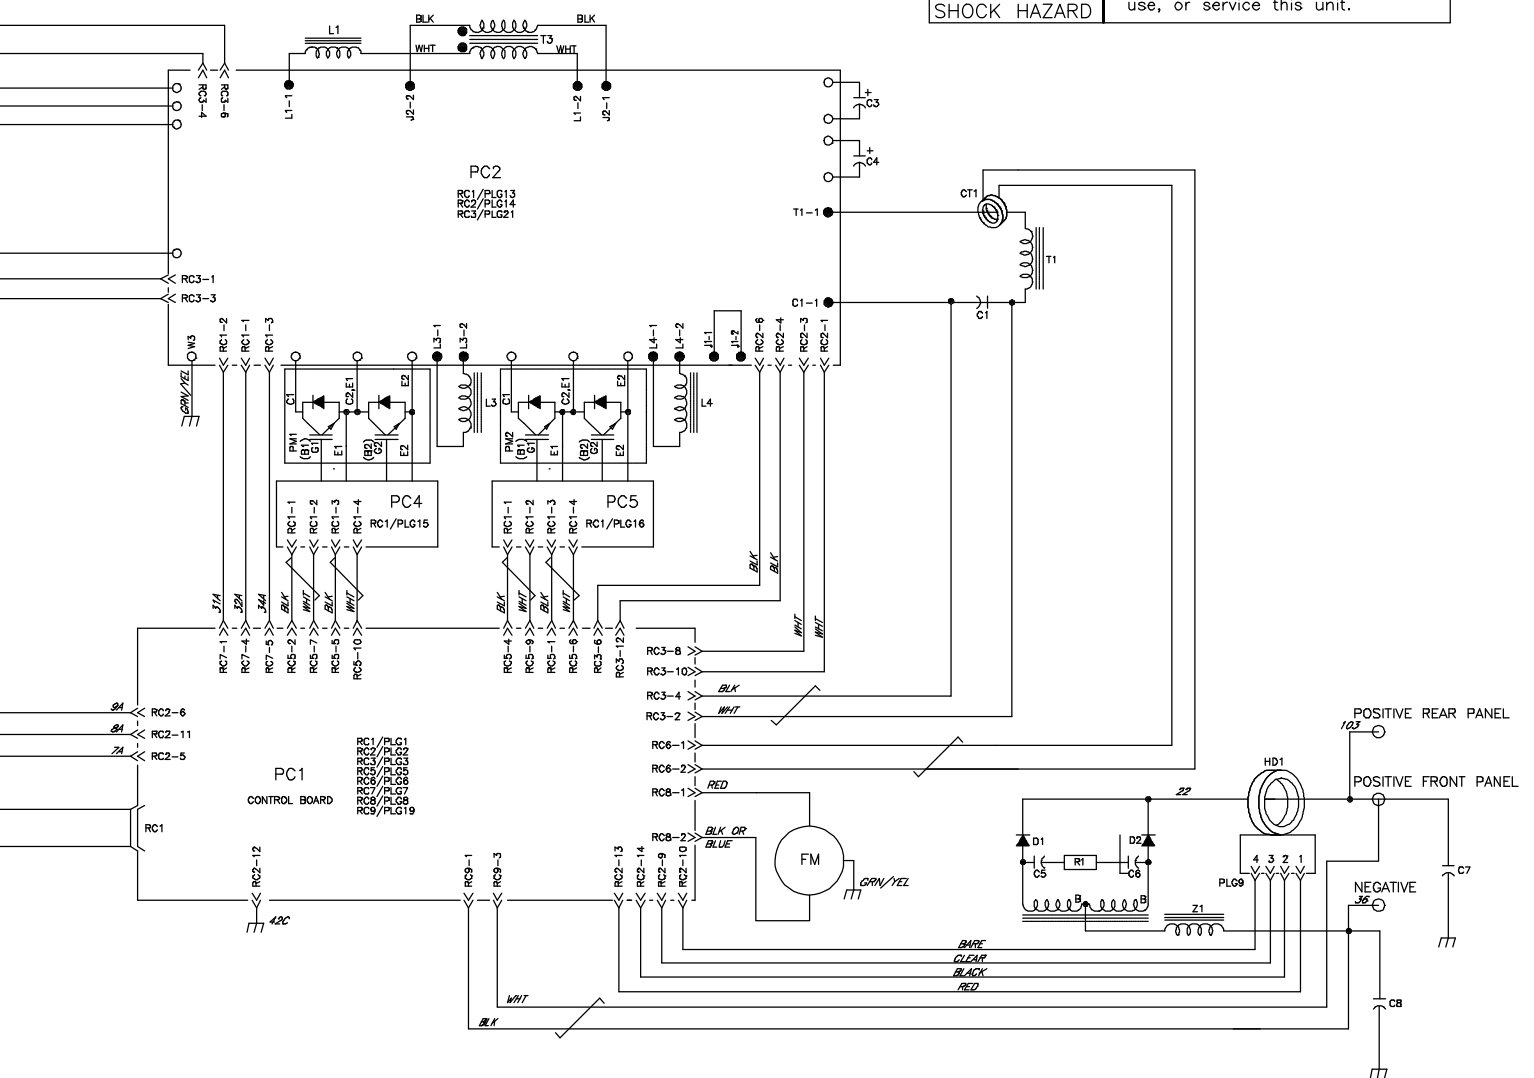 SHOCK HAZARD
use, or service this unit.
L1
BLK
BLK
T3
WHT
WHT
RC3-4
RC3-6
L1-1
J2-2
L1-2
J2-1
+
C3
+
C4
PC2
RC1/PLG13
RC2/PLG14
RC3/PLG21
CT1
T1-1
T1
RC3-1
RC3-3
C1-1
C1
W3
RC1-2
RC1-1
RC1-3
L3-1
L3-2
L4-1
L4-2
J1-1
J1-2
RC2-6
RC2-4
RC2-3
RC2-1
GRN/YEL
C1
C2,E1
E2
L3
C1
C2,E1
E2
L4
PM1
(B1)
G1
E1
(B2)
G2
E2
PM2
(B1)
G1
E1
(B2)
G2
E2
RC1-1
RC1-2
RC1-3
RC1-4
PC4
RC1/PLG15
RC1-1
RC1-2
RC1-3
RC1-4
PC5
RC1/PLG16
BLK
BLK
31A
32A
34A
BLK
WHT
BLK
WHT
BLK
WHT
BLK
WHT
WHT
WHT
RC7-1
RC7-4
RC7-5
RC5-2
RC5-7
RC5-5
RC5-10
RC5-4
RC5-9
RC5-1
RC5-6
RC3-6
RC3-12
RC3-8
RC3-10
RC3-4
BLK
RC3-2
WHT
9A
RC2-6
8A
RC2-11
7A
RC2-5
PC1
CONTROL BOARD
RC1/PLG1
RC2/PLG2
RC3/PLG3
RC5/PLG5
RC6/PLG6
RC7/PLG7
RC8/PLG8
RC9/PLG19
RC6-1
RC6-2
RC8-1
RED
RC8-2
BLK OR
BLUE
RC1
FM
GRN/YEL
POSITIVE REAR PANEL
103
HD1
POSITIVE FRONT PANEL
22
D1
D2
C5
R1
C6
4 3 2 1
PLG9
C7
NEGATIVE
36
B
B
Z1
RC2-12
42C
RC9-1
RC9-3
RC2-13
RC2-14
RC2-9
RC2-10
BARE
CLEAR
BLACK
RED
WHT
BLK
C8